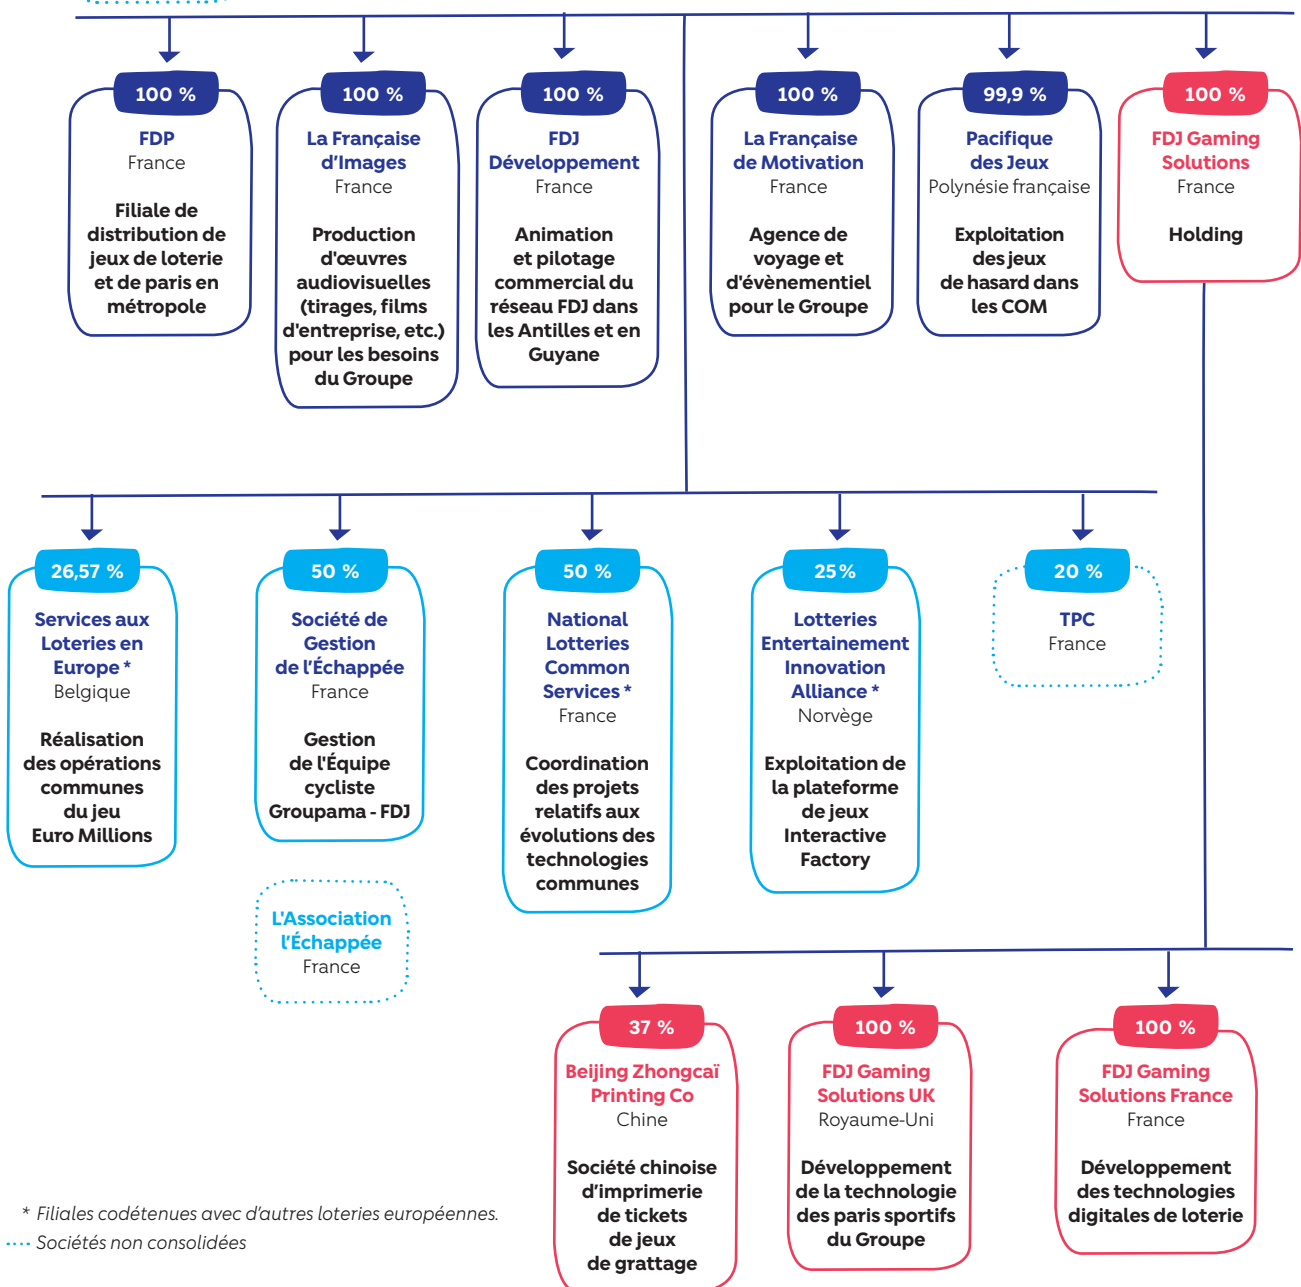 100 %
FDP
France
Filiale de
distribution de
jeux de loterie
et de paris en
métropole
100 %
La Française
d'Images
France
Production
d'œuvres
audiovisuelles
(tirages, films
d'entreprise, etc.)
pour les besoins
du Groupe
100 %
FDJ
Développement
France
Animation
et pilotage
commercial du
réseau FDJ dans
les Antilles et en
Guyane
100 %
La Française
de Motivation
France
Agence de
voyage et
d'évènementiel
pour le Groupe
99,9 %
Pacifique
des Jeux
Polynésie française
Exploitation
des jeux
de hasard dans
les COM
100 %
FDJ Gaming
Solutions
France
Holding
26,57 %
Services aux
Loteries en
Europe *
Belgique
Réalisation
des opérations
communes
du jeu
Euro Millions
50 %
Société de
Gestion
de l'Échappée
France
Gestion
de l'Équipe
cycliste
Groupama - FDJ
L'Association
l'Échappée
France
50 %
National
Lotteries
Common
Services *
France
Coordination
des projets
relatifs aux
évolutions des
technologies
communes
25%
Lotteries
Entertainement
Innovation
Alliance *
Norvège
Exploitation de
la plateforme
de jeux
Interactive
Factory
20 %
TPC
France
37 %
Beijing Zhongcaï
Printing Co
Chine
Société chinoise
d'imprimerie
de tickets
de jeux
de grattage
100 %
FDJ Gaming
Solutions UK
Royaume-Uni
Développement
de la technologie
des paris sportifs
du Groupe
100 %
FDJ Gaming
Solutions France
France
Développement
des technologies
digitales de loterie
* Filiales codétenues avec d'autres loteries européennes.
Sociétés non consolidées